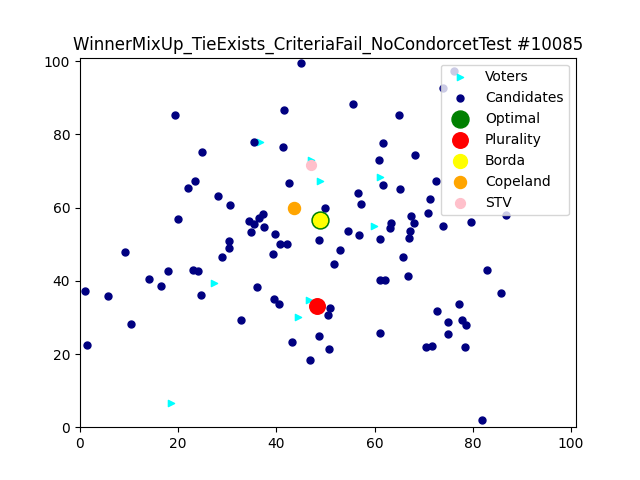 WinnerMixUp_TieExists_CriteriaFail_NoCondorcetTest #10085
Voters
Candidates
Optimal
Plurality
Borda
Copeland
STV
100
80
60
40
20
0
0 20 40 60 80 100